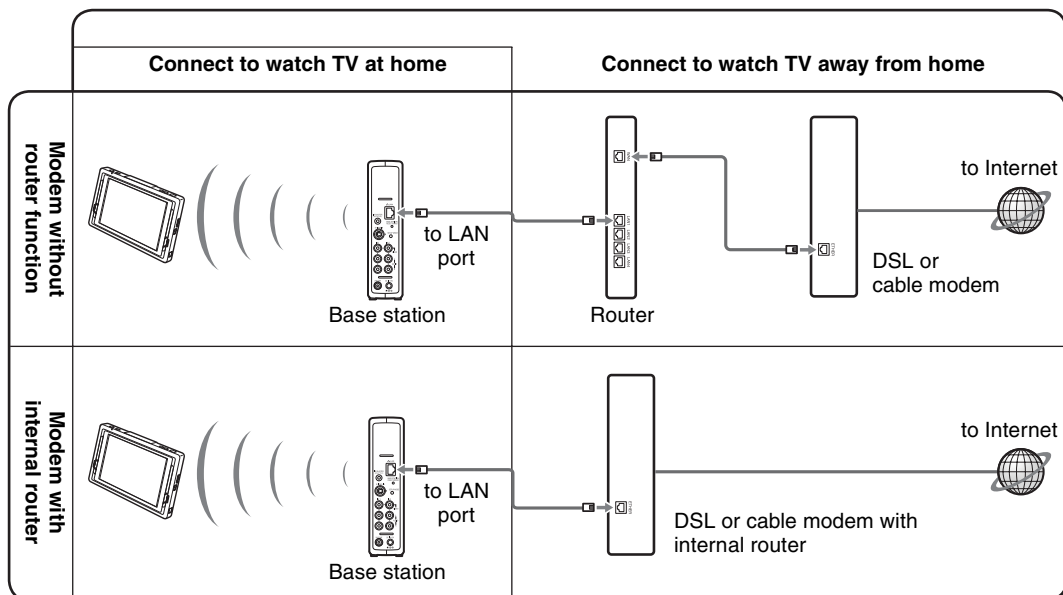 Connect to watch TV at home
Connect to watch TV away from home
Modem without
router function
to LAN
port
Base station
Router
DSL or
cable modem
to Internet
Modem with
internal router
to LAN
port
Base station
DSL or cable modem with
internal router
to Internet